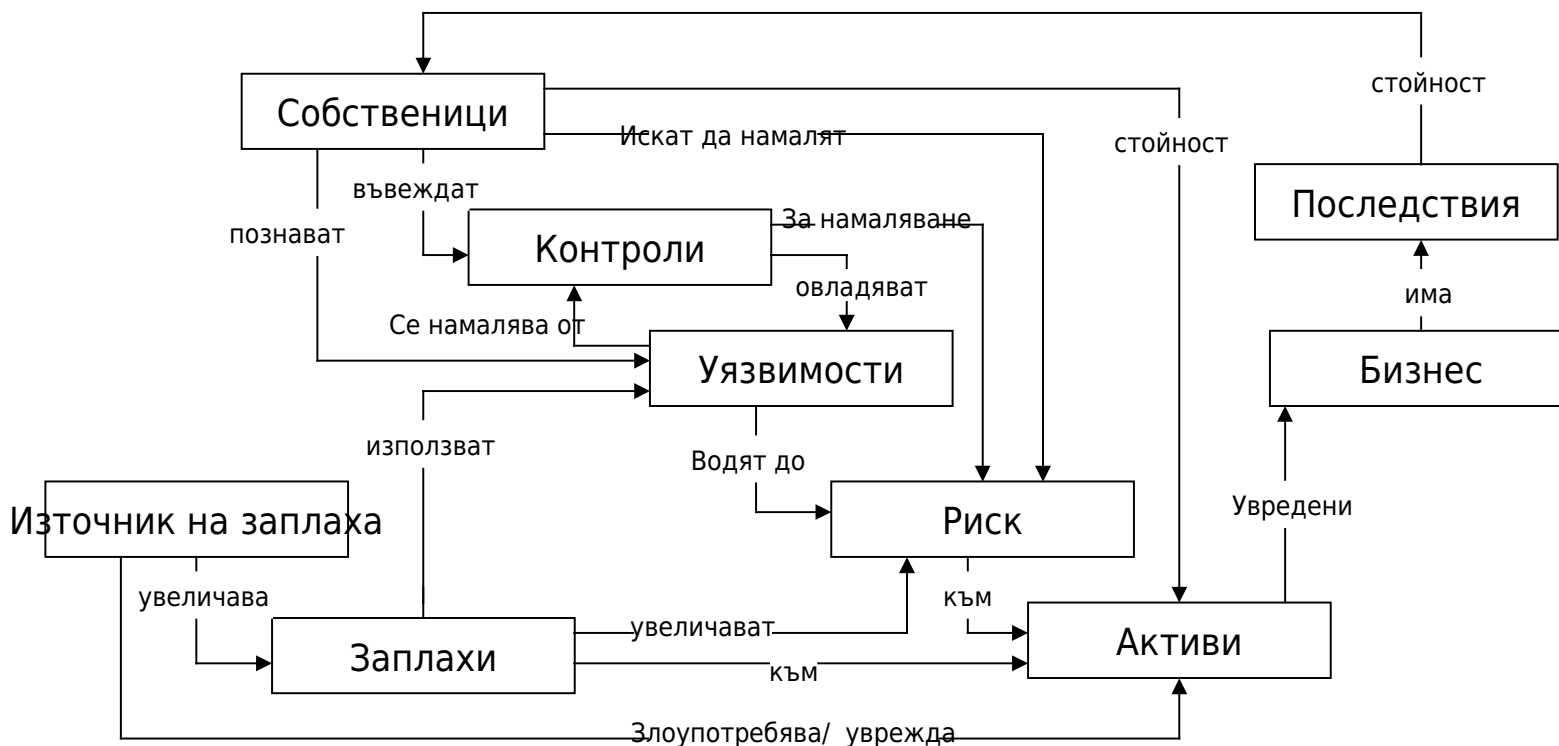 стойност
Собственици
Искат да намалят
стойност
въвеждат
Последствия
познават
За намаляване
Контроли
овладяват
има
Се намалява от
Уязвимости
Бизнес
използват
Водят до
Източник на заплаха
Риск
Увредени
увеличава
към
увеличават
Заплахи
Активи
към
Злоупотребява/ уврежда